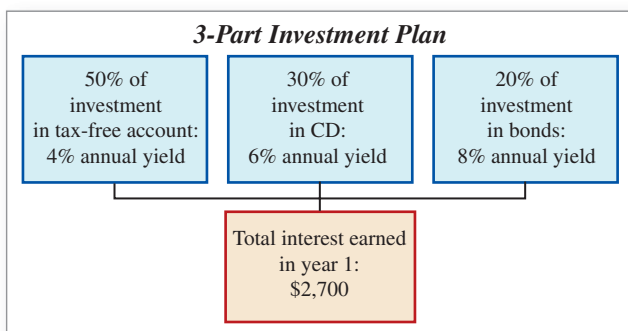 3-Part Investment Plan
50% of
investment
in tax-free account:
4% annual yield
30% of
investment
in CD:
6% annual yield
20% of
investment
in bonds:
8% annual yield
Total interest earned
in year 1:
$2,700